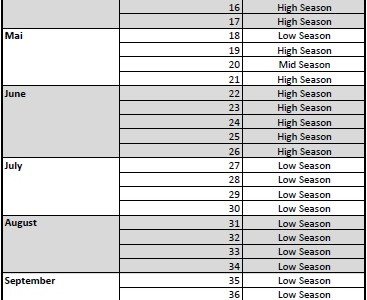 16 High Season
17 High Season
Mai 18 Low Season
19 High Season
20 Mid Season
21 High Season
June 22 High Season
23 High Season
24 High Season
25 High Season
26 High Season
July 27 Low Season
28 Low Season
29 Low Season
30 Low Season
August 31 Low Season
32 Low Season
33 Low Season
34 Low Season
September 35 Low Season
36 Low Season